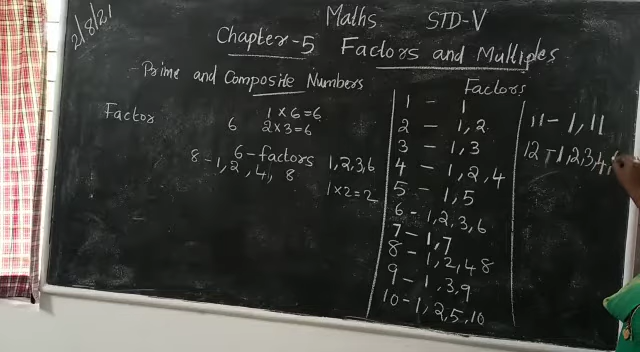 2/8/21
Maths STD-V
Chapter-5 Factors and Multiples
Prime and Composite Numbers
Factor
1 × 6 = 6
6 2 × 3 = 6
6 - factors 1, 2, 3, 6
8 - 1, 2, 4, 8
1 × 2 = 2
Factors
1 - 1
2 - 1, 2
3 - 1, 3
4 - 1, 2, 4
5 - 1, 5
6 - 1, 2, 3, 6
7 - 1, 7
8 - 1, 2, 4 8
9 - 1, 3, 9
10 - 1, 2, 5, 10
11 - 1, 11
12 - 1, 2, 3, 4,